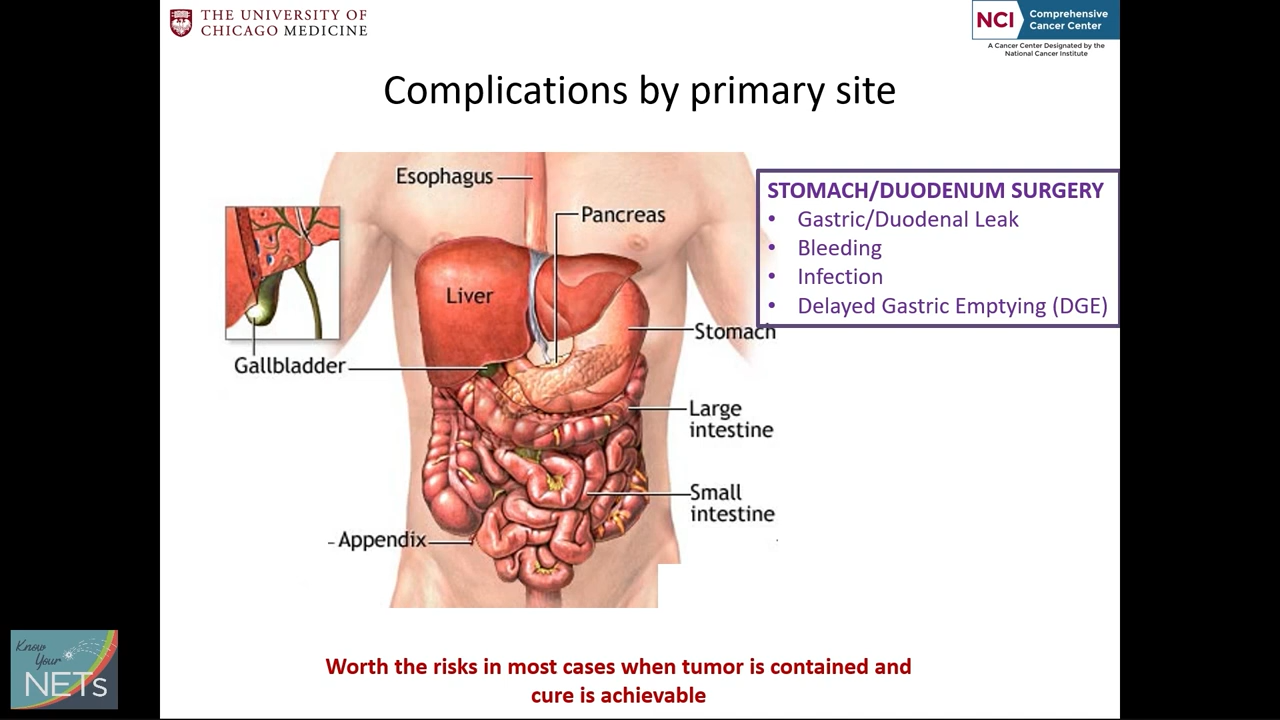 THE UNIVERSITY OF
CHICAGO MEDICINE
NCI
Comprehensive
Cancer Center
A Cancer Center Designated by the
National Cancer Institute
Complications by primary site
Esophagus
Pancreas
Liver
Gallbladder
Stomach
Large
intestine
Small
intestine
Appendix
STOMACH/DUODENUM SURGERY
• Gastric/Duodenal Leak
• Bleeding
• Infection
• Delayed Gastric Emptying (DGE)
Worth the risks in most cases when tumor is contained and
cure is achievable
Know
Your
NETs